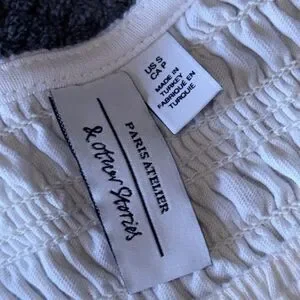 PARIS ATELIER
& other Stories
US S
CA P
MADE IN
TURKEY
FABRIQUÉ EN
TURQUIE